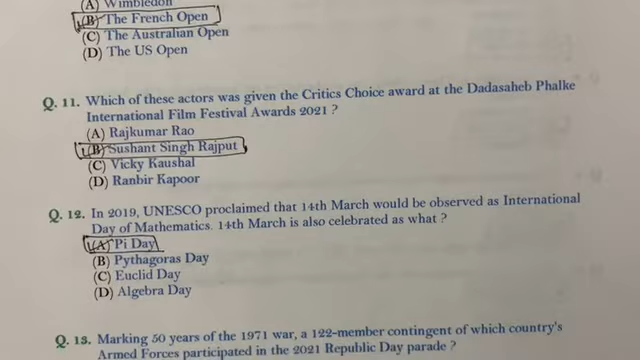 (A) Wimbledon
(B) The French Open
(C) The Australian Open
(D) The US Open
Q. 11. Which of these actors was given the Critics Choice award at the Dadasaheb Phalke
International Film Festival Awards 2021 ?
(A) Rajkumar Rao
(B) Sushant Singh Rajput
(C) Vicky Kaushal
(D) Ranbir Kapoor
Q. 12. In 2019, UNESCO proclaimed that 14th March would be observed as International
Day of Mathematics. 14th March is also celebrated as what ?
(A) Pi Day
(B) Pythagoras Day
(C) Euclid Day
(D) Algebra Day
Q. 13. Marking 50 years of the 1971 war, a 122-member contingent of which country's
Armed Forces participated in the 2021 Republic Day parade ?